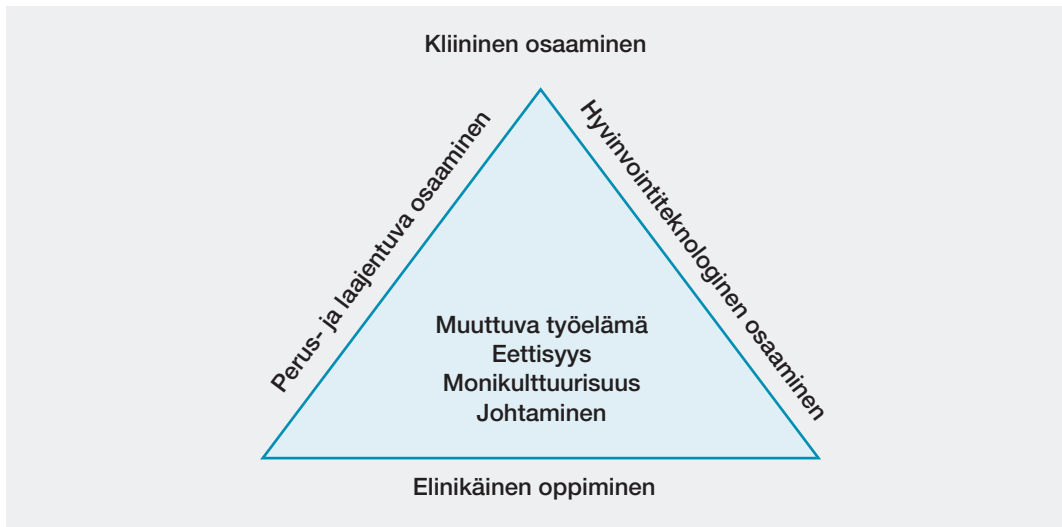 Kliininen osaaminen
Perus- ja laajentuva osaaminen
Hyvinvointiteknologinen osaaminen
Muuttuva työelämä
Eettisyys
Monikulttuurisuus
Johtaminen
Elinikäinen oppiminen